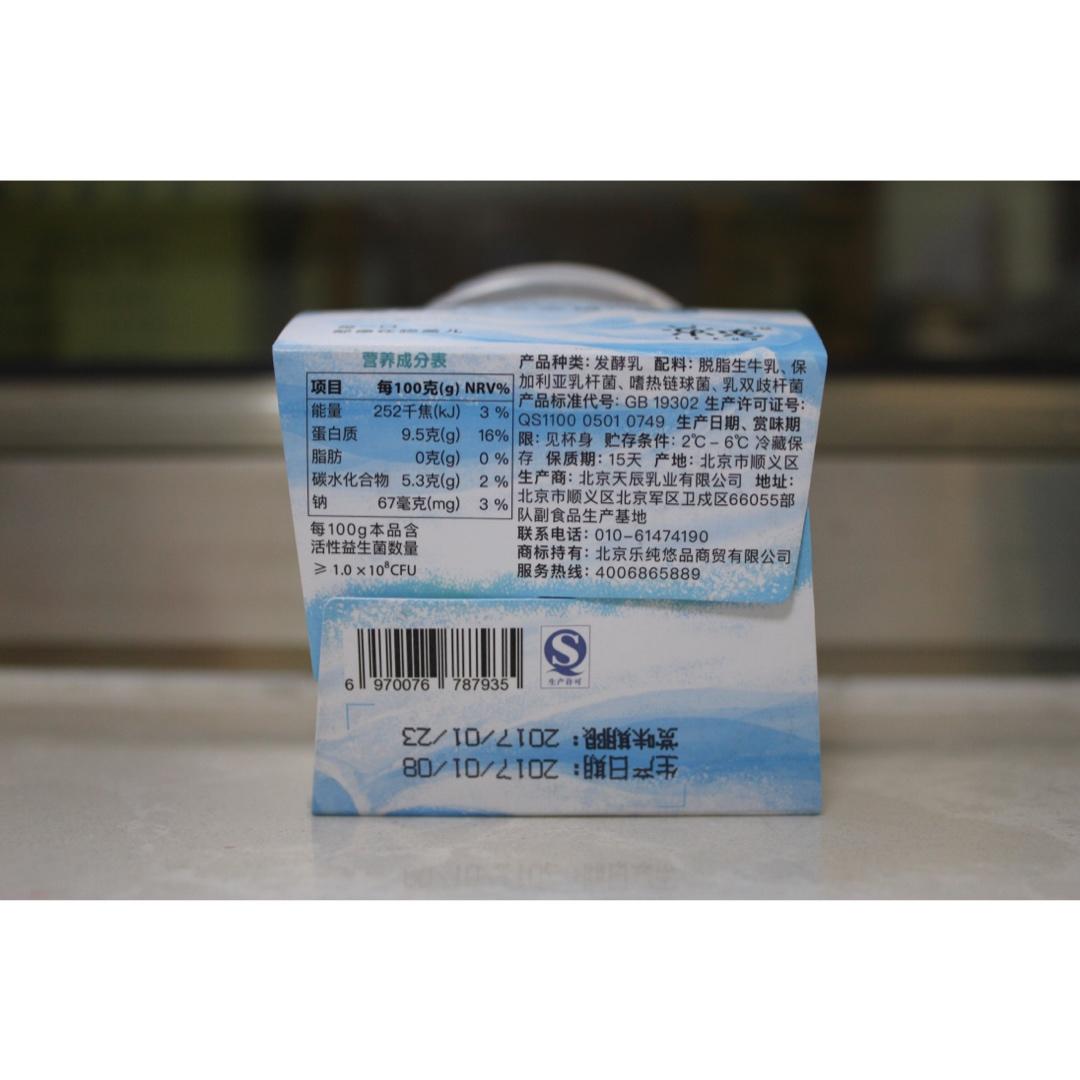 营养成分表
项目 每100克(g) NRV%
能量 252千焦(kJ) 3 %
蛋白质 9.5克(g) 16%
脂肪 0克(g) 0 %
碳水化合物 5.3克(g) 2 %
钠 67毫克(mg) 3 %
每100g本品含
活性益生菌数量
≥ 1.0 ×10⁸CFU
产品种类: 发酵乳 配料: 脱脂生牛乳、保
加利亚乳杆菌、嗜热链球菌、乳双歧杆菌
产品标准代号: GB 19302 生产许可证号:
QS1100 0501 0749 生产日期、赏味期
限: 见杯身 贮存条件: 2℃ – 6℃ 冷藏保
存 保质期: 15天 产地: 北京市顺义区
生产商: 北京天辰乳业有限公司 地址:
北京市顺义区北京军区卫戍区66055部
队副食品生产基地
联系电话: 010-61474190
商标持有: 北京乐纯悠品商贸有限公司
服务热线: 4006865889
6 970076 787935
生产许可
生产日期: 2017/01/08
赏味期限: 2017/01/23